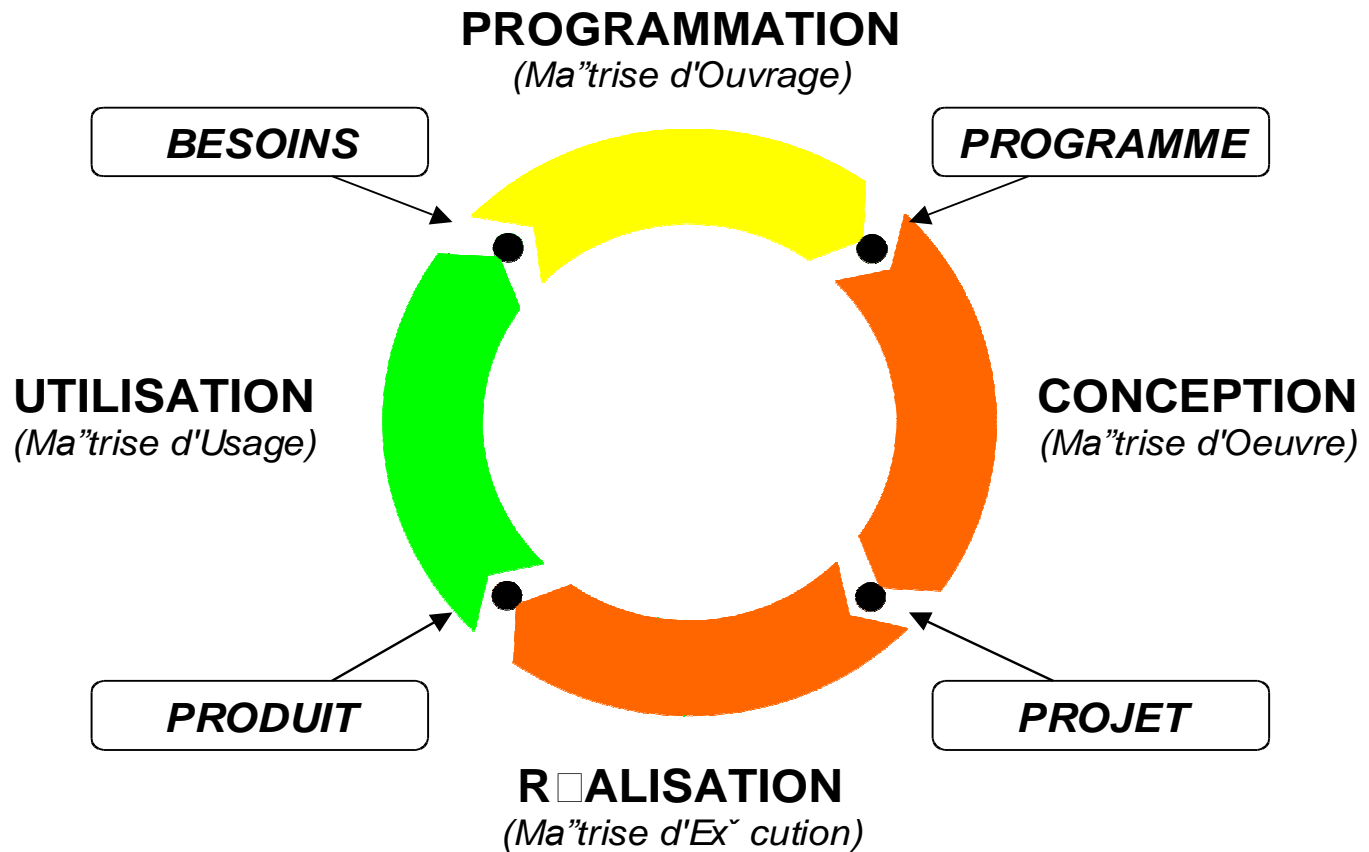 PROGRAMMATION
(Ma”trise d'Ouvrage)
BESOINS
PROGRAMME
UTILISATION
(Ma”trise d'Usage)
CONCEPTION
(Ma”trise d'Oeuvre)
PRODUIT
PROJET
R□ALISATION
(Ma”trise d'Exˇ cution)